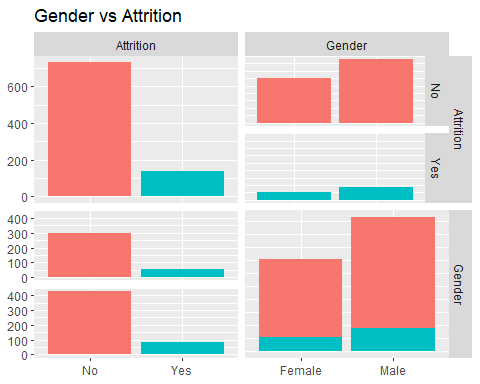 Gender vs Attrition
Attrition
Gender
600
400
200
0
No
Yes
Attrition
400
300
200
100
0
400
300
200
100
0
Gender
No
Yes
Female
Male